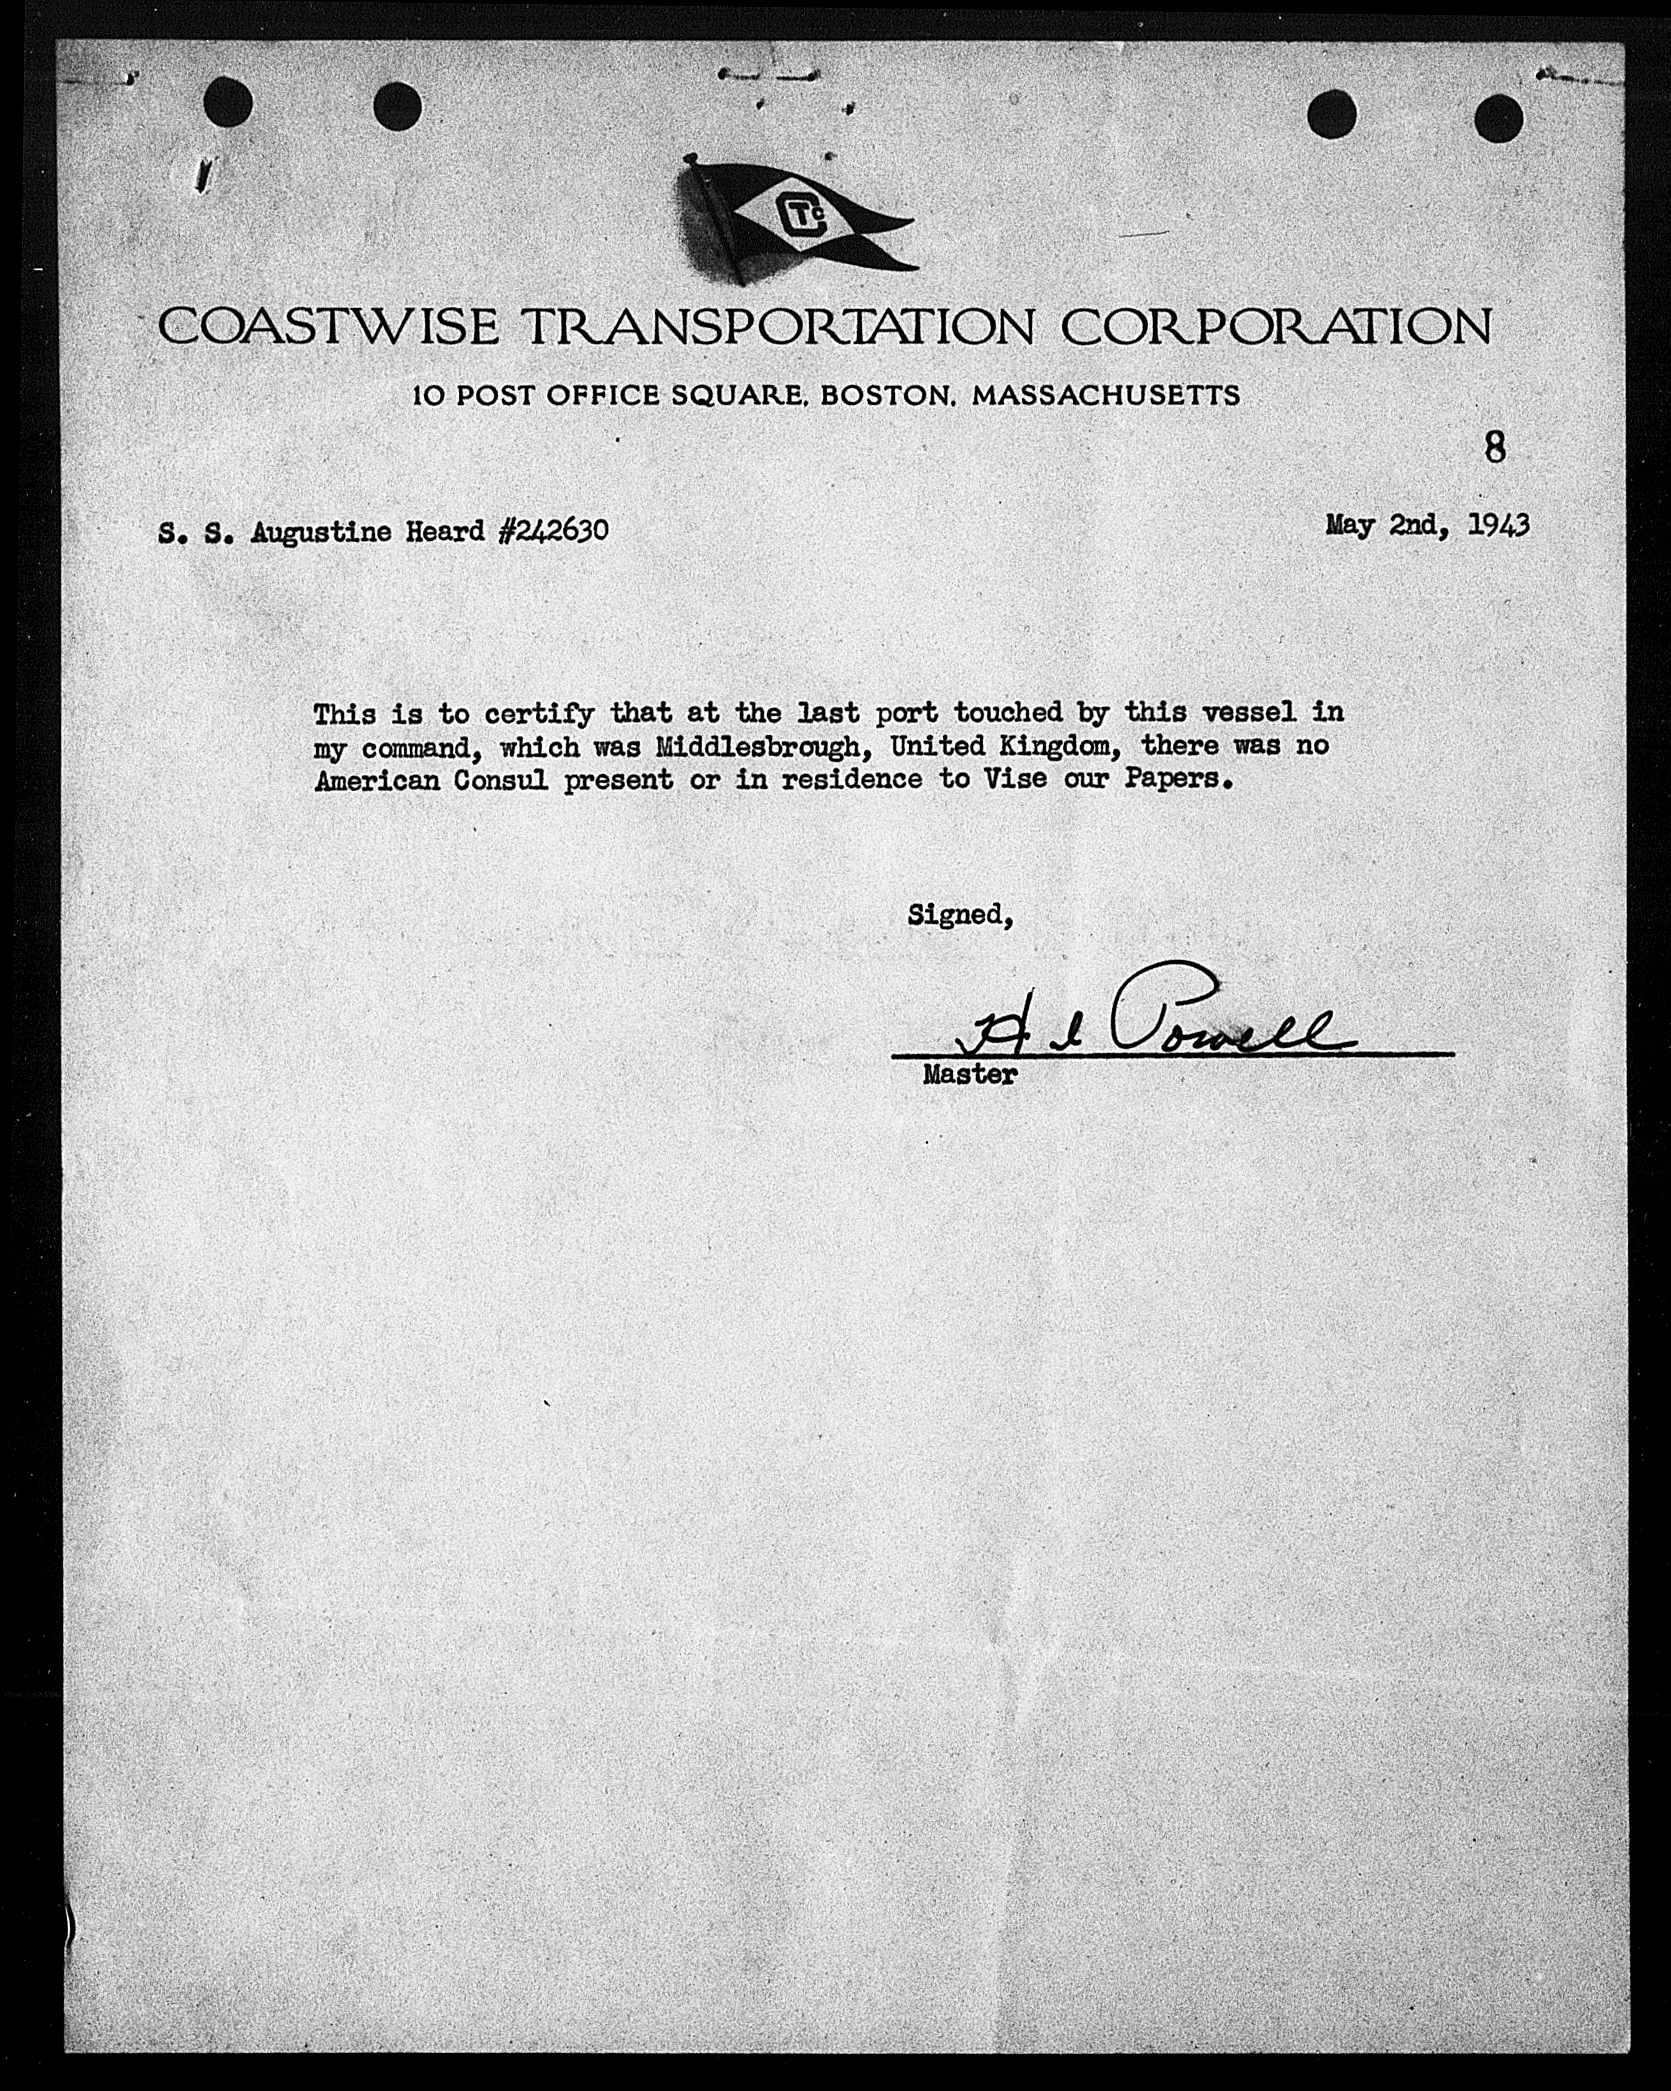 CTC
COASTWISE TRANSPORTATION CORPORATION
10 POST OFFICE SQUARE, BOSTON, MASSACHUSETTS
8
S. S. Augustine Heard #242630 May 2nd, 1943
This is to certify that at the last port touched by this vessel in
my command, which was Middlesbrough, United Kingdom, there was no
American Consul present or in residence to Vise our Papers.
Signed,
H Powell
Master